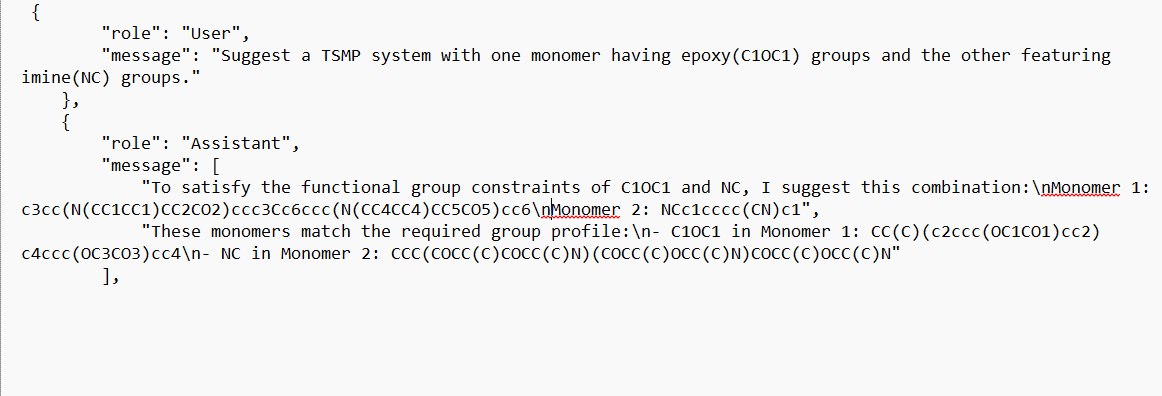 {
"role": "User",
"message": "Suggest a TSMP system with one monomer having epoxy(C1OC1) groups and the other featuring
imine(NC) groups."
},
{
"role": "Assistant",
"message": [
"To satisfy the functional group constraints of C1OC1 and NC, I suggest this combination:\nMonomer 1:
c3cc(N(CC1CC1)CC2CO2)ccc3Cc6ccc(N(CC4CC4)CC5CO5)cc6\nMonomer 2: NCc1cccc(CN)c1",
"These monomers match the required group profile:\n- C1OC1 in Monomer 1: CC(C)(c2ccc(OC1CO1)cc2)
c4ccc(OC3CO3)cc4\n- NC in Monomer 2: CCC(COCC(C)COCC(C)N)(COCC(C)OCC(C)N)COCC(C)OCC(C)N"
],